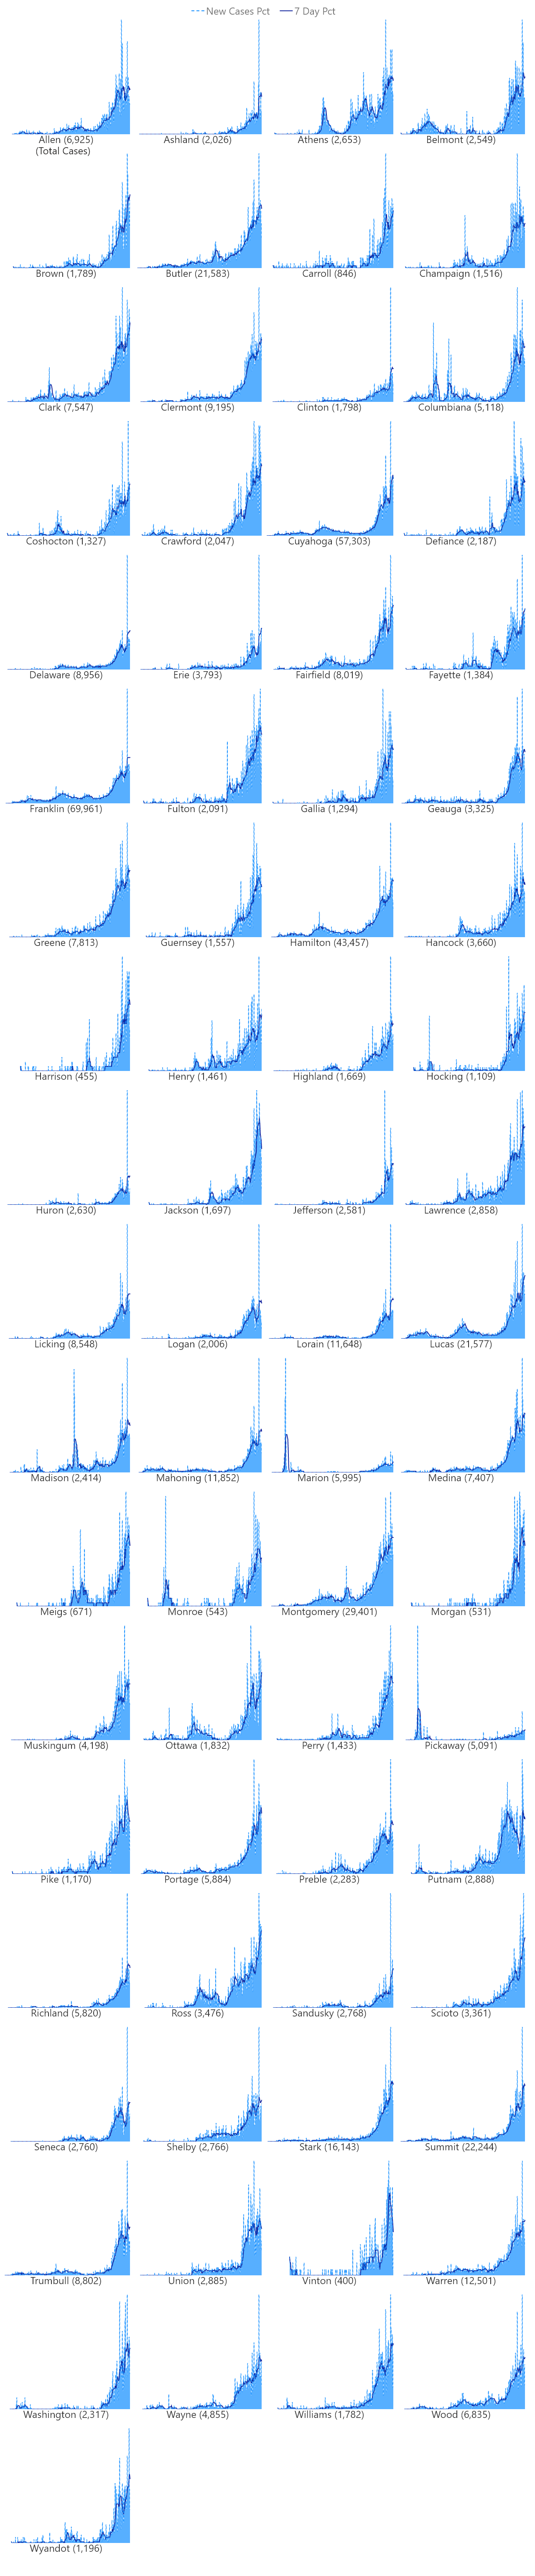 New Cases Pct 7 Day Pct
Allen (6,925) Ashland (2,026) Athens (2,653) Belmont (2,549)
(Total Cases)
Brown (1,789) Butler (21,583) Carroll (846) Champaign (1,516)
Clark (7,547) Clermont (9,195) Clinton (1,798) Columbiana (5,118)
Coshocton (1,327) Crawford (2,047) Cuyahoga (57,303) Defiance (2,187)
Delaware (8,956) Erie (3,793) Fairfield (8,019) Fayette (1,384)
Franklin (69,961) Fulton (2,091) Gallia (1,294) Geauga (3,325)
Greene (7,813) Guernsey (1,557) Hamilton (43,457) Hancock (3,660)
Harrison (455) Henry (1,461) Highland (1,669) Hocking (1,109)
Huron (2,630) Jackson (1,697) Jefferson (2,581) Lawrence (2,858)
Licking (8,548) Logan (2,006) Lorain (11,648) Lucas (21,577)
Madison (2,414) Mahoning (11,852) Marion (5,995) Medina (7,407)
Meigs (671) Monroe (543) Montgomery (29,401) Morgan (531)
Muskingum (4,198) Ottawa (1,832) Perry (1,433) Pickaway (5,091)
Pike (1,170) Portage (5,884) Preble (2,283) Putnam (2,888)
Richland (5,820) Ross (3,476) Sandusky (2,768) Scioto (3,361)
Seneca (2,760) Shelby (2,766) Stark (16,143) Summit (22,244)
Trumbull (8,802) Union (2,885) Vinton (400) Warren (12,501)
Washington (2,317) Wayne (4,855) Williams (1,782) Wood (6,835)
Wyandot (1,196)